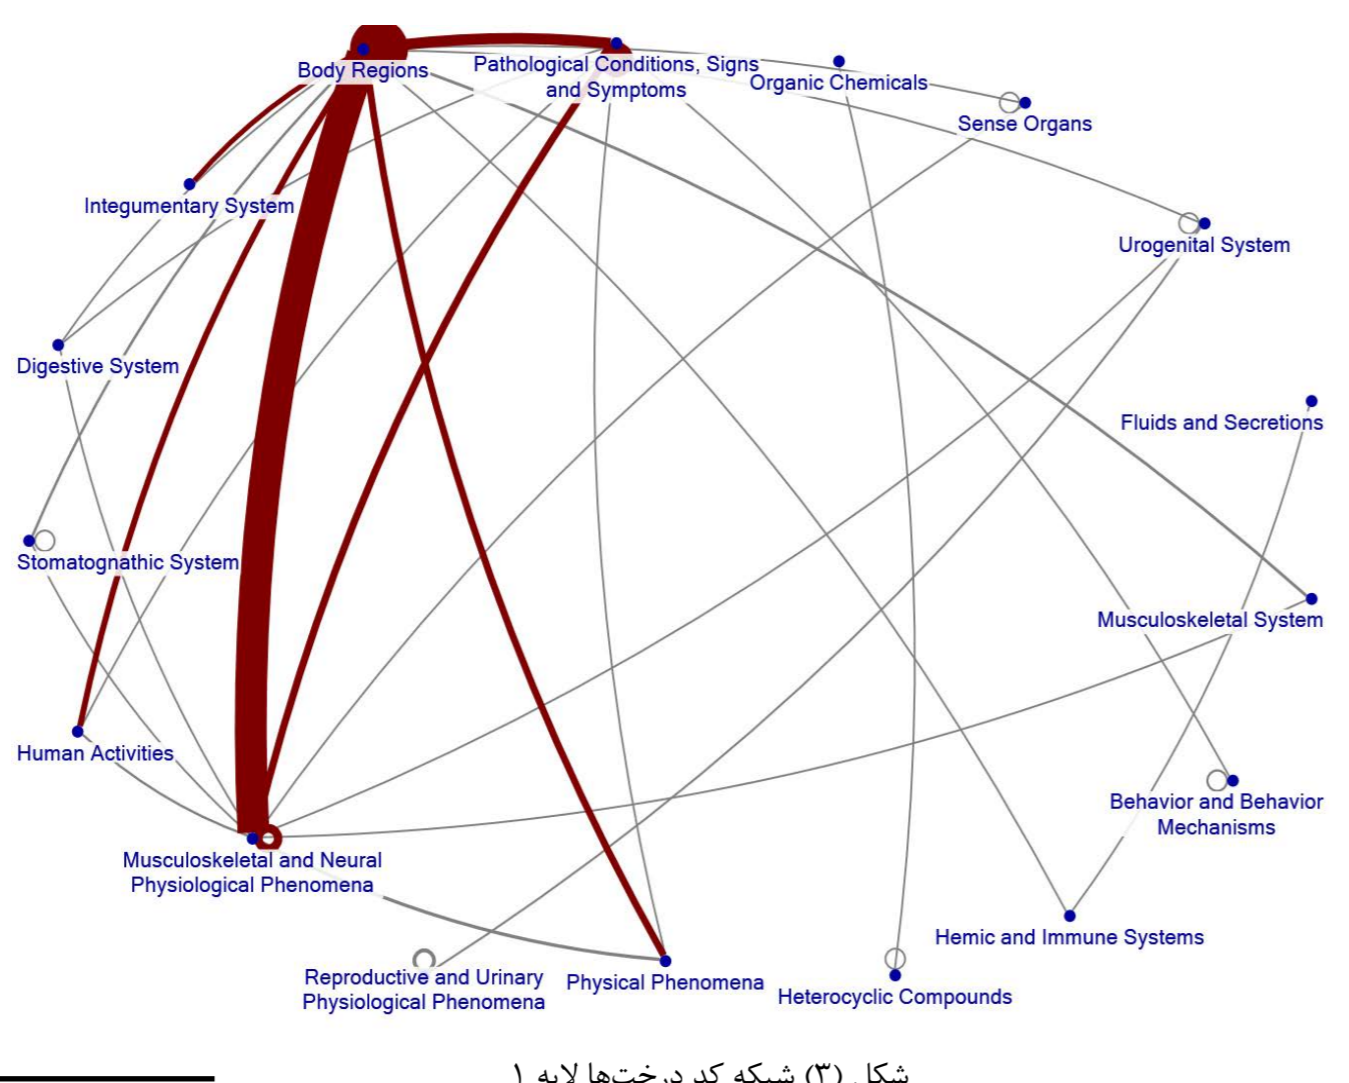 Body Regions
Pathological Conditions, Signs
and Symptoms
Organic Chemicals
Sense Organs
Integumentary System
Urogenital System
Digestive System
Fluids and Secretions
Stomatognathic System
Musculoskeletal System
Human Activities
Behavior and Behavior
Mechanisms
Musculoskeletal and Neural
Physiological Phenomena
Hemic and Immune Systems
Reproductive and Urinary
Physiological Phenomena
Physical Phenomena
Heterocyclic Compounds
شکل (۳) شبکه کد درخت‌ها لایه ۱